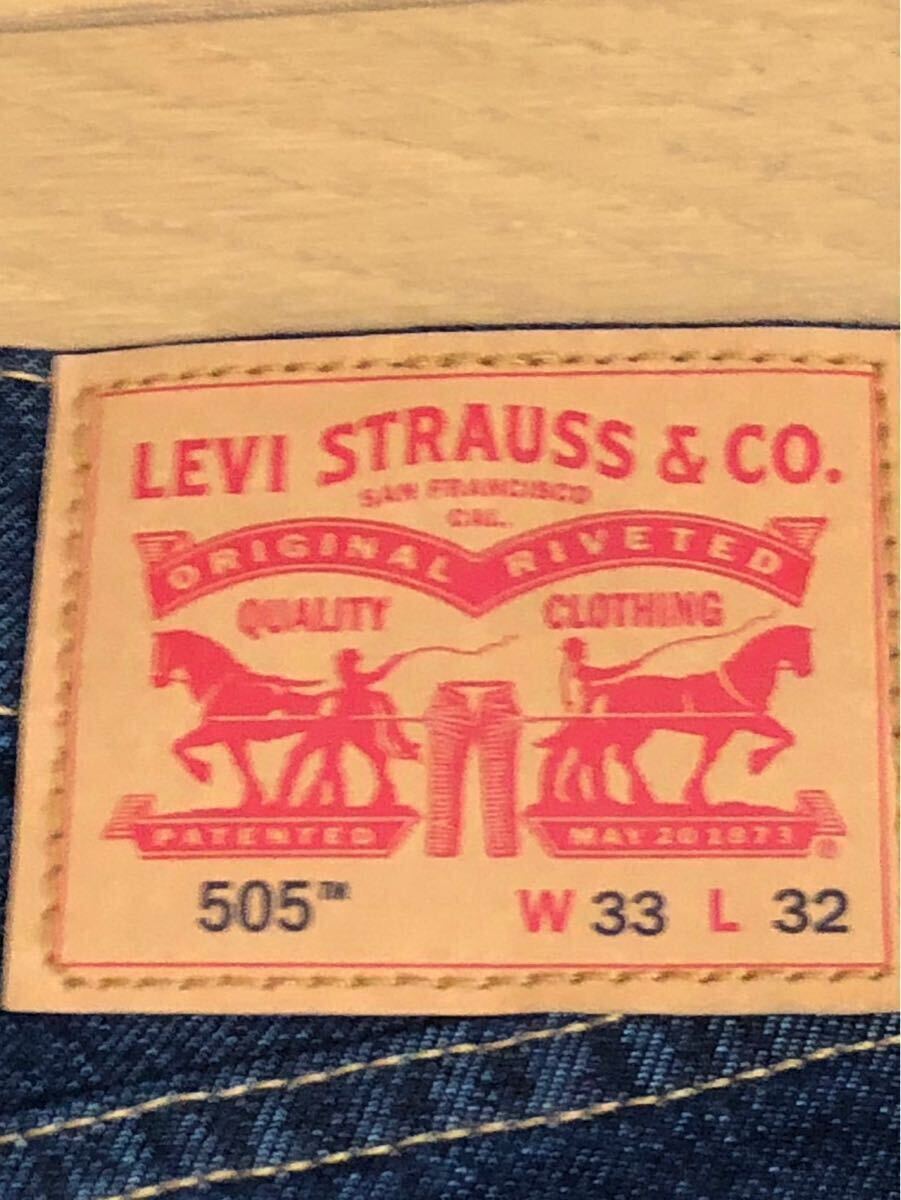 LEVI STRAUSS & CO.
SAN FRANCISCO
CAL.
ORIGINAL RIVETED
QUALITY CLOTHING
PATENTED MAY 20 1873 ®
505™ W 33 L 32